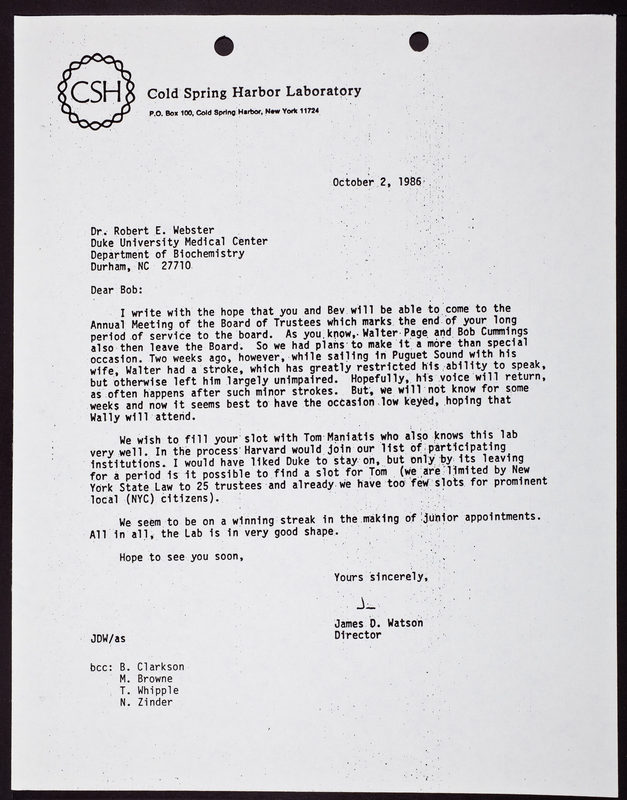 CSH
Cold Spring Harbor Laboratory
P.O. Box 100, Cold Spring Harbor, New York 11724
October 2, 1986
Dr. Robert E. Webster
Duke University Medical Center
Department of Biochemistry
Durham, NC 27710
Dear Bob:
I write with the hope that you and Bev will be able to come to the
Annual Meeting of the Board of Trustees which marks the end of your long
period of service to the board. As you know, Walter Page and Bob Cummings
also then leave the Board. So we had plans to make it a more than special
occasion. Two weeks ago, however, while sailing in Puguet Sound with his
wife, Walter had a stroke, which has greatly restricted his ability to speak,
but otherwise left him largely unimpaired. Hopefully, his voice will return,
as often happens after such minor strokes. But, we will not know for some
weeks and now it seems best to have the occasion low keyed, hoping that
Wally will attend.
We wish to fill your slot with Tom Maniatis who also knows this lab
very well. In the process Harvard would join our list of participating
institutions. I would have liked Duke to stay on, but only by its leaving
for a period is it possible to find a slot for Tom (we are limited by New
York State Law to 25 trustees and already we have too few slots for prominent
local (NYC) citizens).
We seem to be on a winning streak in the making of junior appointments.
All in all, the Lab is in very good shape.
Hope to see you soon,
Yours sincerely,
Jim
James D. Watson
Director
JDW/as
bcc: B. Clarkson
M. Browne
T. Whipple
N. Zinder